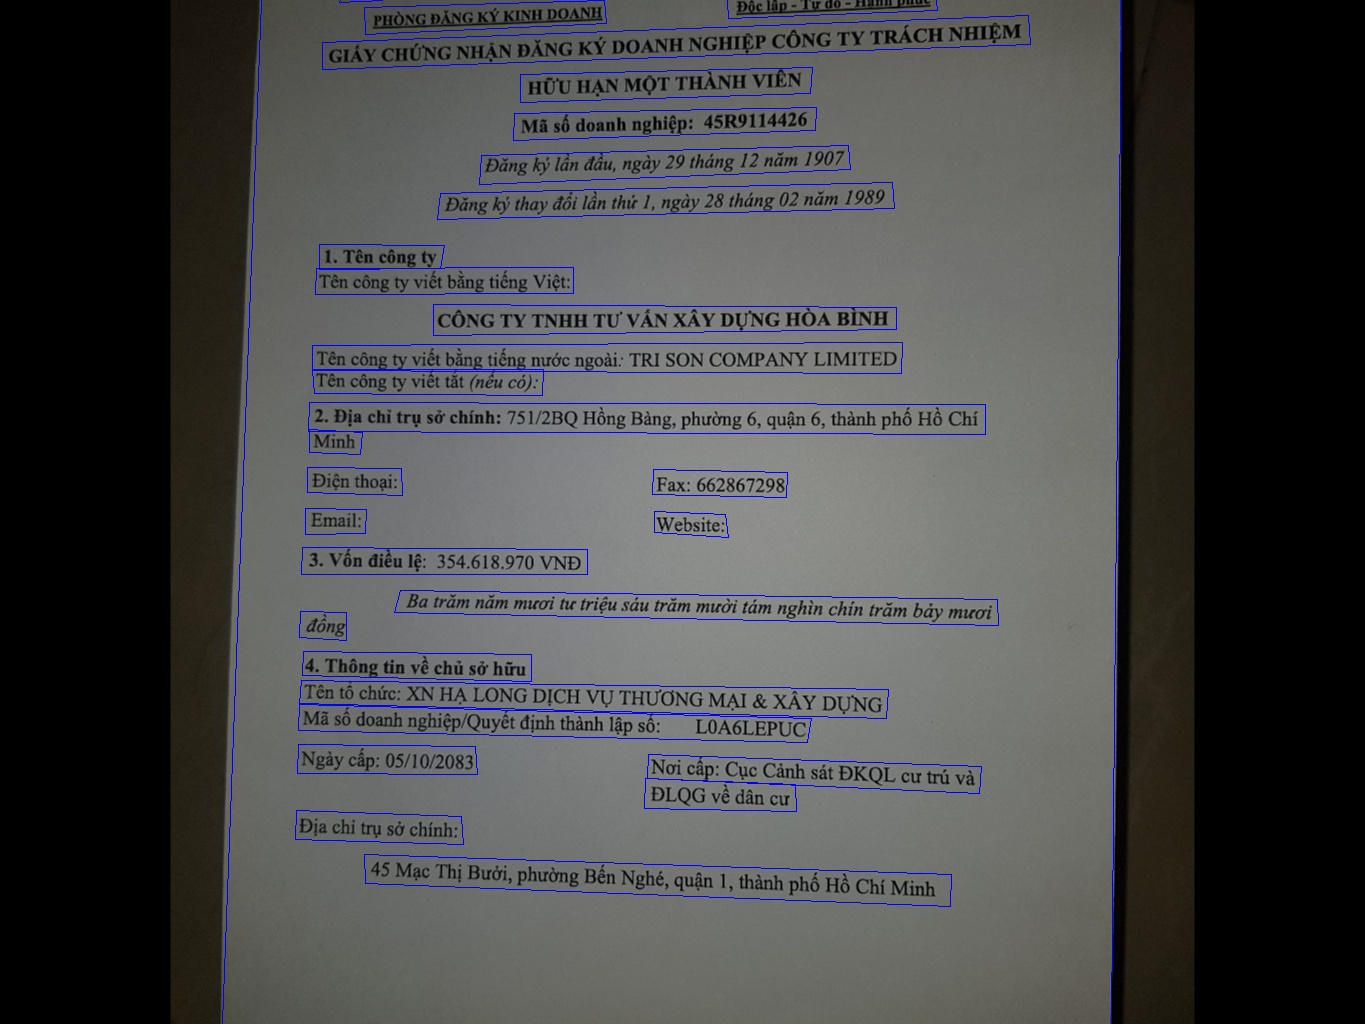 PHÒNG ĐĂNG KÝ KINH DOANH
Độc lập - Tự do - Hạnh phúc
GIẤY CHỨNG NHẬN ĐĂNG KÝ DOANH NGHIỆP CÔNG TY TRÁCH NHIỆM
HỮU HẠN MỘT THÀNH VIÊN
Mã số doanh nghiệp: 45R9114426
Đăng ký lần đầu, ngày 29 tháng 12 năm 1907
Đăng ký thay đổi lần thứ 1, ngày 28 tháng 02 năm 1989
1. Tên công ty
Tên công ty viết bằng tiếng Việt:
CÔNG TY TNHH TƯ VẤN XÂY DỰNG HÒA BÌNH
Tên công ty viết bằng tiếng nước ngoài: TRI SON COMPANY LIMITED
Tên công ty viết tắt (nếu có):
2. Địa chỉ trụ sở chính: 751/2BQ Hồng Bàng, phường 6, quận 6, thành phố Hồ Chí
Minh
Điện thoại: Fax: 662867298
Email: Website:
3. Vốn điều lệ: 354.618.970 VNĐ
Ba trăm năm mươi tư triệu sáu trăm mười tám nghìn chín trăm bảy mươi
đồng
4. Thông tin về chủ sở hữu
Tên tổ chức: XN HẠ LONG DỊCH VỤ THƯƠNG MẠI & XÂY DỰNG
Mã số doanh nghiệp/Quyết định thành lập số: L0A6LEPUC
Ngày cấp: 05/10/2083 Nơi cấp: Cục Cảnh sát ĐKQL cư trú và
ĐLQG về dân cư
Địa chỉ trụ sở chính:
45 Mạc Thị Bưởi, phường Bến Nghé, quận 1, thành phố Hồ Chí Minh